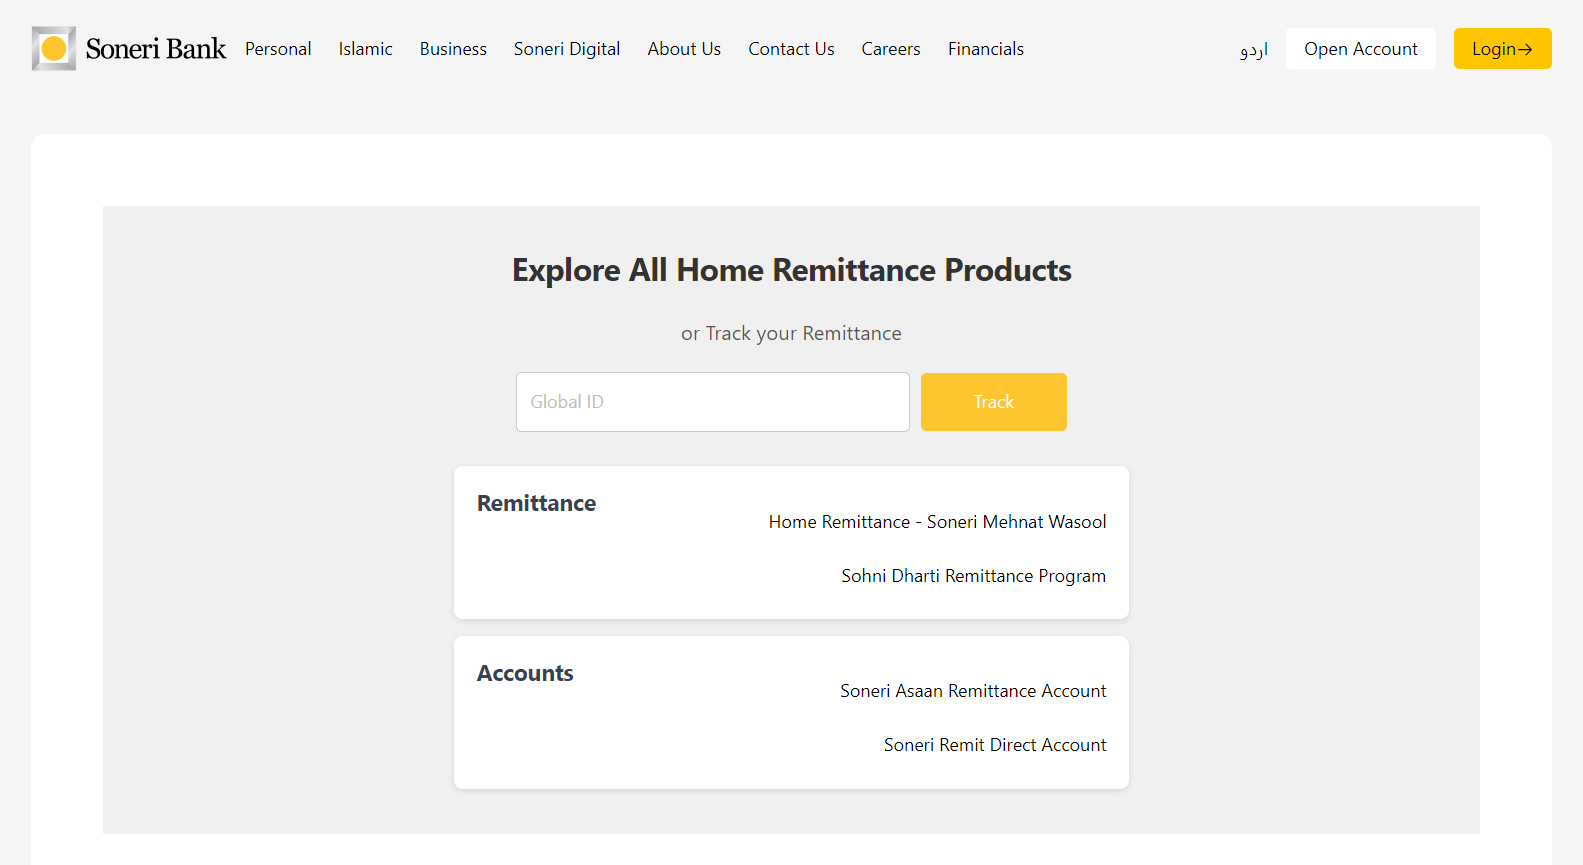 Soneri Bank Personal Islamic Business Soneri Digital About Us Contact Us Careers Financials اردو Open Account Login→
Explore All Home Remittance Products
or Track your Remittance
Global ID Track
Remittance
Home Remittance - Soneri Mehnat Wasool
Sohni Dharti Remittance Program
Accounts
Soneri Asaan Remittance Account
Soneri Remit Direct Account